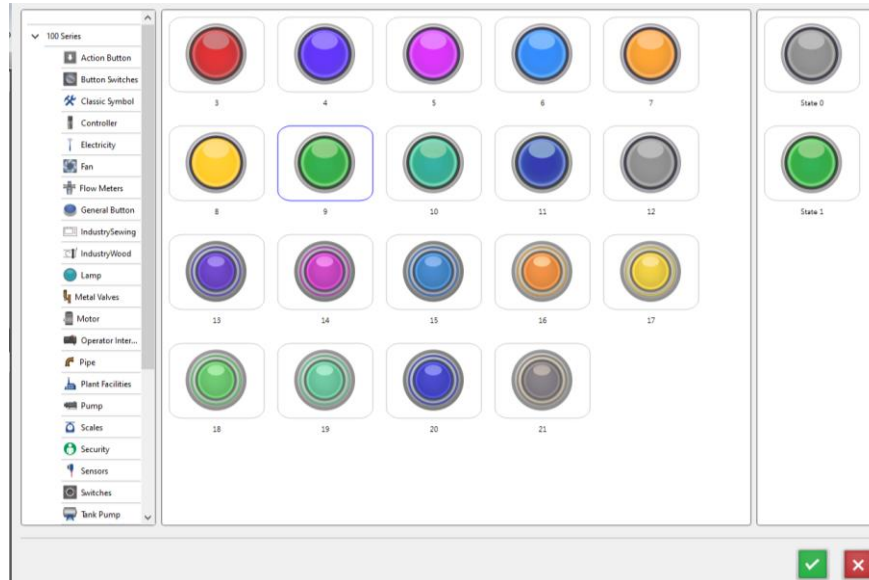 100 Series
Action Button
Button Switches
Classic Symbol
Controller
Electricity
Fan
Flow Meters
General Button
IndustrySewing
IndustryWood
Lamp
Metal Valves
Motor
Operator Inter...
Pipe
Plant Facilities
Pump
Scales
Security
Sensors
Switches
Tank Pump
3 4 5 6 7
8 9 10 11 12
13 14 15 16 17
18 19 20 21
State 0
State 1